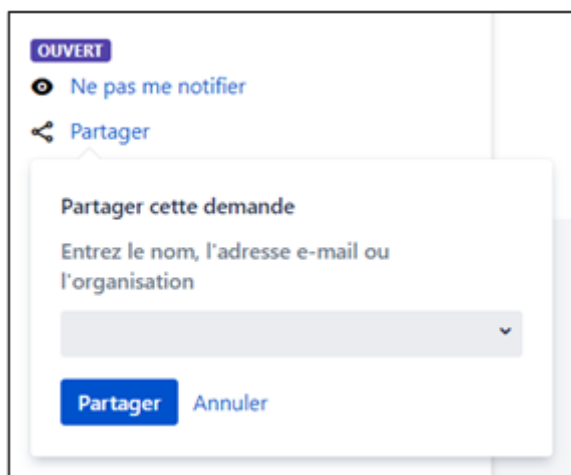 OUVERT
Ne pas me notifier
Partager
Partager cette demande
Entrez le nom, l'adresse e-mail ou
l'organisation
Partager Annuler